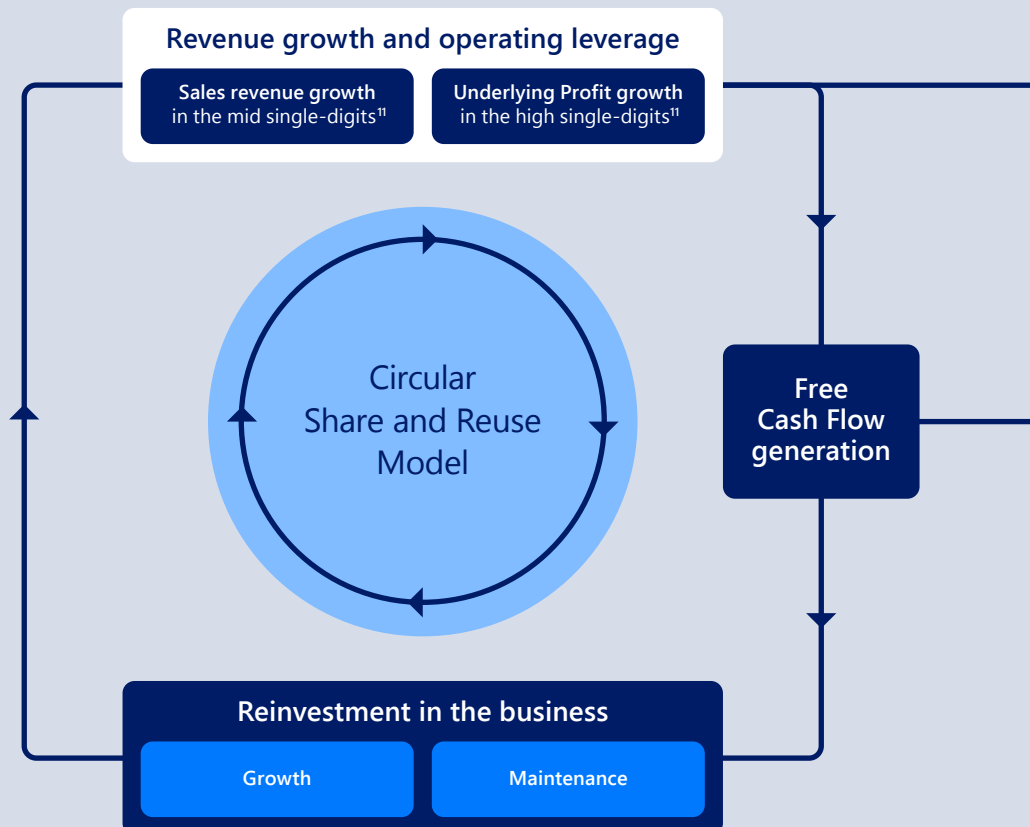 Revenue growth and operating leverage
Sales revenue growth
in the mid single-digits¹¹
Underlying Profit growth
in the high single-digits¹¹
Circular
Share and Reuse
Model
Free
Cash Flow
generation
Reinvestment in the business
Growth
Maintenance